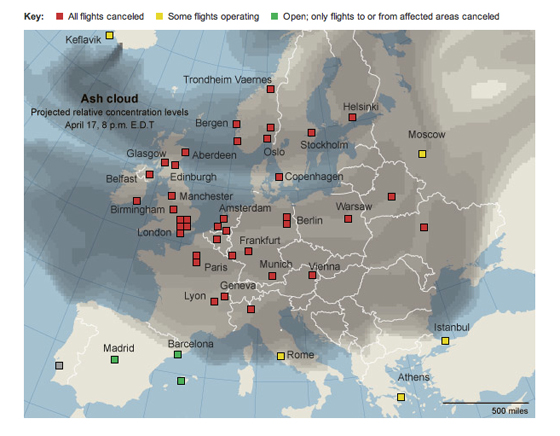 Key: All flights canceled Some flights operating Open; only flights to or from affected areas canceled
Keflavik
Trondheim Vaernes
Ash cloud
Projected relative concentration levels
April 17, 8 p.m. E.D.T
Helsinki
Bergen
Moscow
Oslo
Stockholm
Glasgow
Aberdeen
Belfast
Edinburgh
Copenhagen
Manchester
Birmingham
Amsterdam
Warsaw
Berlin
London
Frankfurt
Paris
Munich
Vienna
Geneva
Lyon
Istanbul
Madrid
Barcelona
Rome
Athens
500 miles